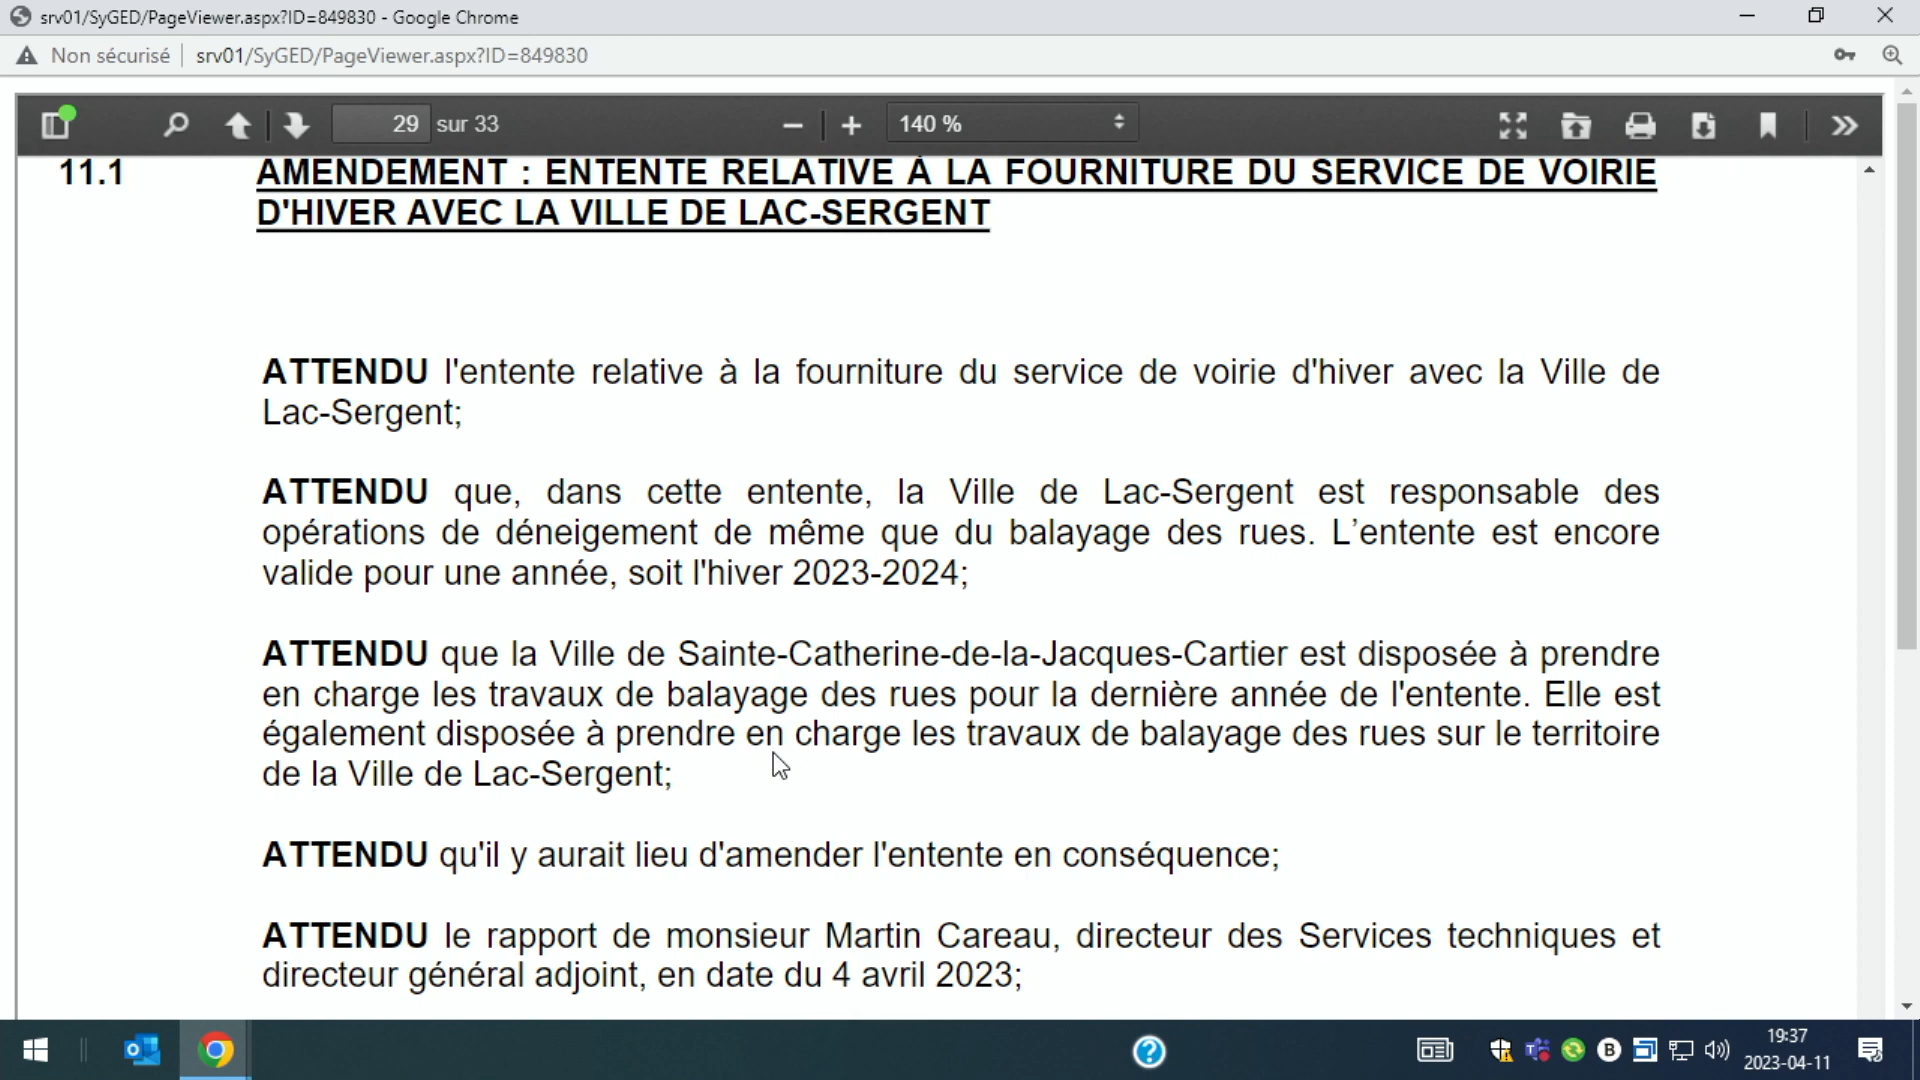 srv01/SyGED/PageViewer.aspx?ID=849830 - Google Chrome
Non sécurisé srv01/SyGED/PageViewer.aspx?ID=849830
29 sur 33 140 %
11.1 AMENDEMENT : ENTENTE RELATIVE À LA FOURNITURE DU SERVICE DE VOIRIE
D'HIVER AVEC LA VILLE DE LAC-SERGENT
ATTENDU l'entente relative à la fourniture du service de voirie d'hiver avec la Ville de
Lac-Sergent;
ATTENDU que, dans cette entente, la Ville de Lac-Sergent est responsable des
opérations de déneigement de même que du balayage des rues. L’entente est encore
valide pour une année, soit l'hiver 2023-2024;
ATTENDU que la Ville de Sainte-Catherine-de-la-Jacques-Cartier est disposée à prendre
en charge les travaux de balayage des rues pour la dernière année de l'entente. Elle est
également disposée à prendre en charge les travaux de balayage des rues sur le territoire
de la Ville de Lac-Sergent;
ATTENDU qu'il y aurait lieu d'amender l'entente en conséquence;
ATTENDU le rapport de monsieur Martin Careau, directeur des Services techniques et
directeur général adjoint, en date du 4 avril 2023;
19:37
2023-04-11